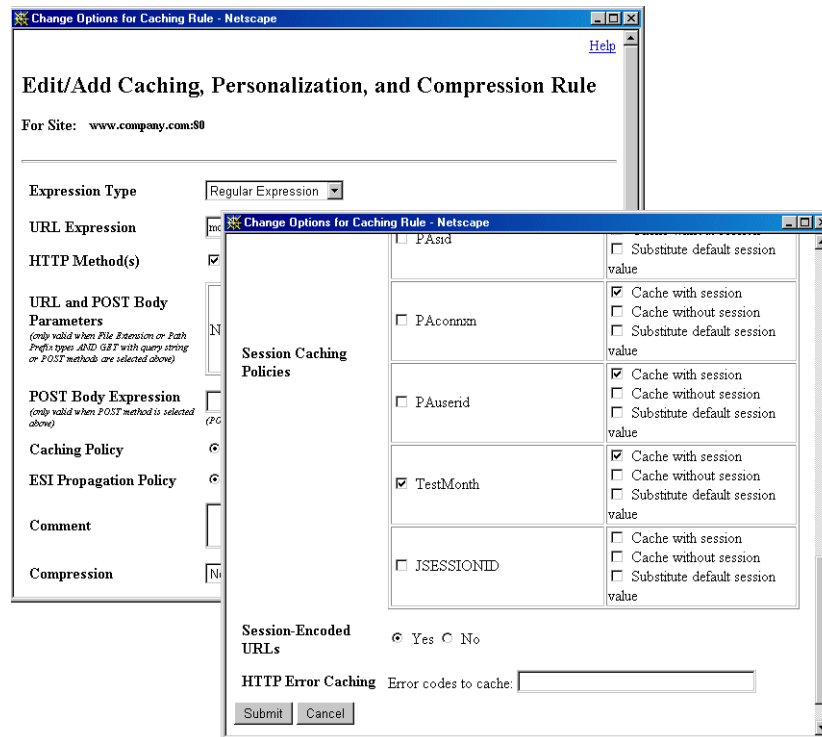 Change Options for Caching Rule - Netscape
Help
Edit/Add Caching, Personalization, and Compression Rule
For Site: www.company.com:80
Expression Type
Regular Expression
URL Expression
HTTP Method(s)
URL and POST Body
Parameters
(only valid when File Extension or Path
Prefix types AND GET with query string
or POST methods are selected above)
N
POST Body Expression
(only valid when POST method is selected
above)
Caching Policy
ESI Propagation Policy
Comment
Compression
Change Options for Caching Rule - Netscape
PAsid
Substitute default session
value
Session Caching
Policies
PAconnxn
Cache with session
Cache without session
Substitute default session
value
PAuserid
Cache with session
Cache without session
Substitute default session
value
TestMonth
Cache with session
Cache without session
Substitute default session
value
JSESSIONID
Cache with session
Cache without session
Substitute default session
value
Session-Encoded
URLs
Yes No
HTTP Error Caching Error codes to cache:
Submit Cancel